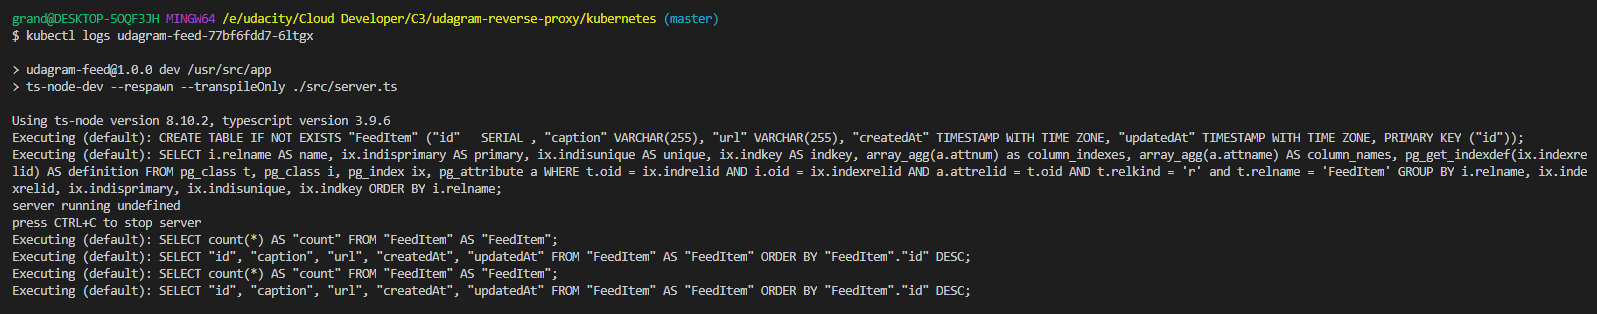 grand@DESKTOP-5OQF3JH MINGW64 /e/udacity/Cloud Developer/C3/udagram-reverse-proxy/kubernetes (master)
$ kubectl logs udagram-feed-77bf6fdd7-6ltgx
> udagram-feed@1.0.0 dev /usr/src/app
> ts-node-dev --respawn --transpileOnly ./src/server.ts
Using ts-node version 8.10.2, typescript version 3.9.6
Executing (default): CREATE TABLE IF NOT EXISTS "FeedItem" ("id"   SERIAL , "caption" VARCHAR(255), "url" VARCHAR(255), "createdAt" TIMESTAMP WITH TIME ZONE, "updatedAt" TIMESTAMP WITH TIME ZONE, PRIMARY KEY ("id"));
Executing (default): SELECT i.relname AS name, ix.indisprimary AS primary, ix.indisunique AS unique, ix.indkey AS indkey, array_agg(a.attnum) as column_indexes, array_agg(a.attname) AS column_names, pg_get_indexdef(ix.indexre
lid) AS definition FROM pg_class t, pg_class i, pg_index ix, pg_attribute a WHERE t.oid = ix.indrelid AND i.oid = ix.indexrelid AND a.attrelid = t.oid AND t.relkind = 'r' and t.relname = 'FeedItem' GROUP BY i.relname, ix.inde
xrelid, ix.indisprimary, ix.indisunique, ix.indkey ORDER BY i.relname;
server running undefined
press CTRL+C to stop server
Executing (default): SELECT count(*) AS "count" FROM "FeedItem" AS "FeedItem";
Executing (default): SELECT "id", "caption", "url", "createdAt", "updatedAt" FROM "FeedItem" AS "FeedItem" ORDER BY "FeedItem"."id" DESC;
Executing (default): SELECT count(*) AS "count" FROM "FeedItem" AS "FeedItem";
Executing (default): SELECT "id", "caption", "url", "createdAt", "updatedAt" FROM "FeedItem" AS "FeedItem" ORDER BY "FeedItem"."id" DESC;